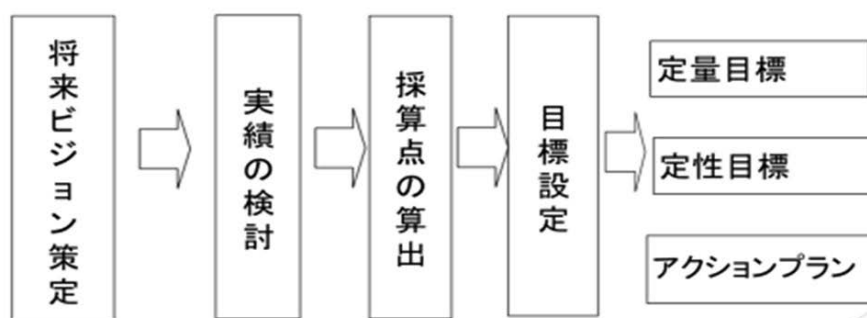 将来ビジョン策定
実績の検討
採算点の算出
目標設定
定量目標
定性目標
アクションプラン